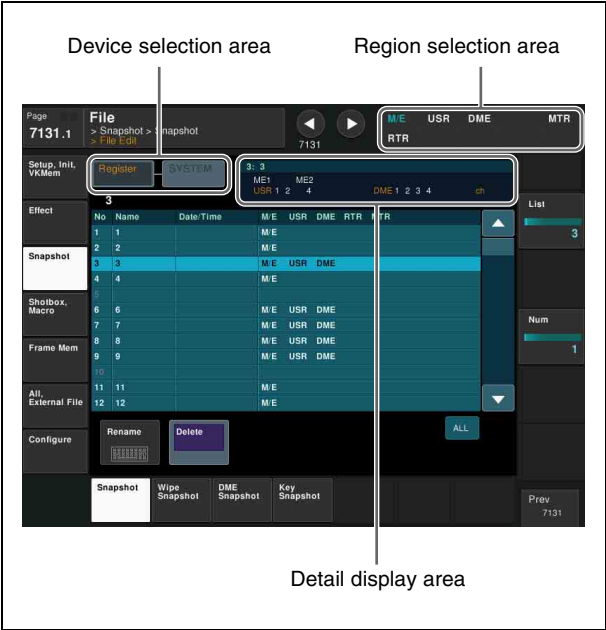 Device selection area
Region selection area
Page
7131.1
File
> Snapshot > Snapshot
> File Edit
7131
M/E USR DME MTR
RTR
Setup, Init,
VKMem
Register
SYSTEM
3: 3
ME1 ME2
USR 1 2 4 DME 1 2 3 4 ch
3
No Name Date/Time M/E USR DME RTR MTR
1 1 M/E
2 2 M/E
3 3 M/E USR DME
4 4 M/E
5
6 6 M/E USR DME
7 7 M/E USR DME
8 8 M/E USR DME
9 9 M/E USR DME
10
11 11 M/E
12 12 M/E
Effect
Snapshot
Shotbox,
Macro
Frame Mem
All,
External File
Configure
List
3
Num
1
Rename
Delete
ALL
Snapshot
Wipe
Snapshot
DME
Snapshot
Key
Snapshot
Prev
7131
Detail display area